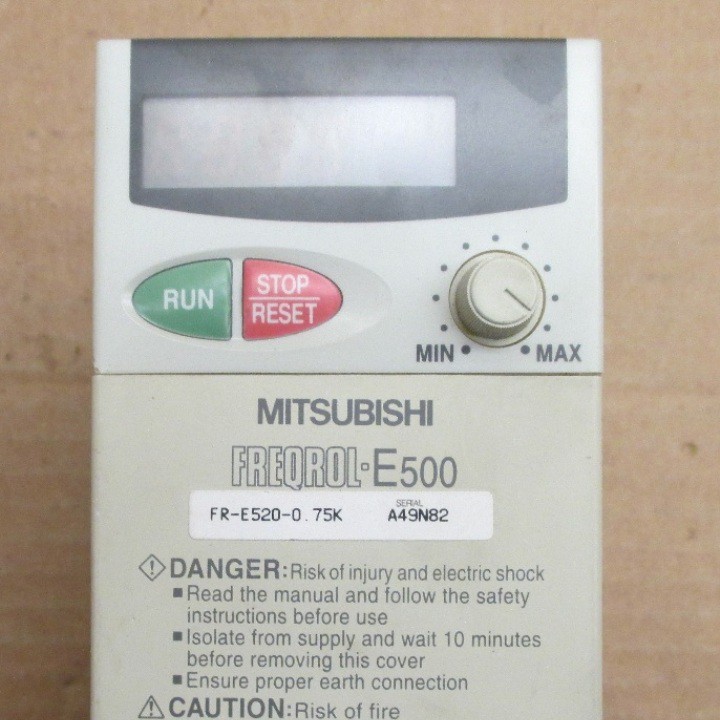 RUN
STOP
RESET
MIN
MAX
MITSUBISHI
FREQROL-E500
SERIAL
FR-E520-0.75K A49N82
DANGER:Risk of injury and electric shock
■Read the manual and follow the safety
instructions before use
■Isolate from supply and wait 10 minutes
before removing this cover
■Ensure proper earth connection
CAUTION:Risk of fire